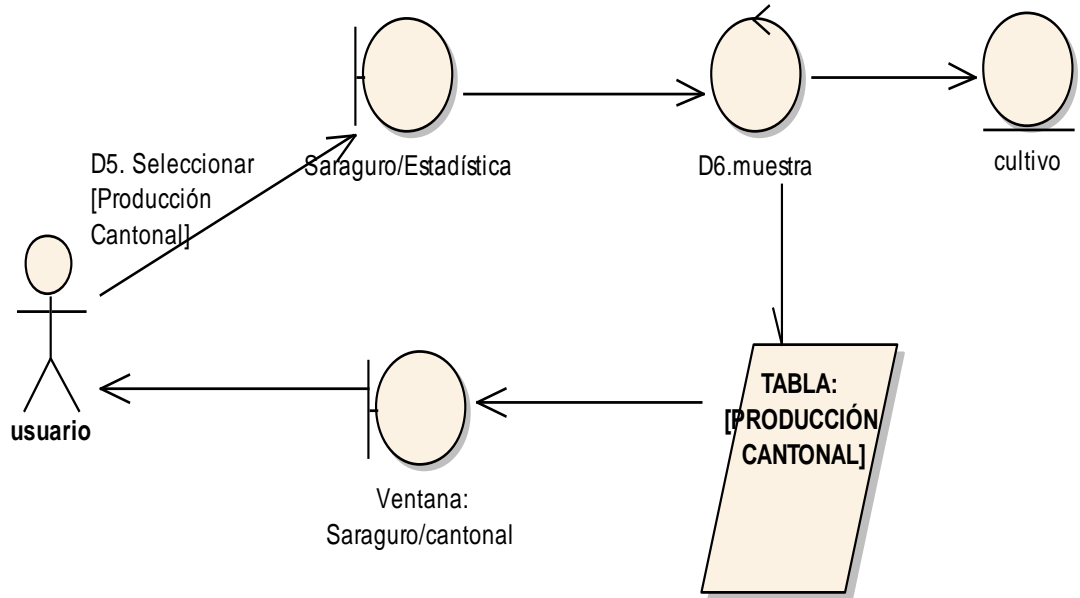 D5. Seleccionar
[Producción
Cantonal]
Saraguro/Estadística
D6.muestra
cultivo
usuario
Ventana:
Saraguro/cantonal
TABLA:
[PRODUCCIÓN
CANTONAL]